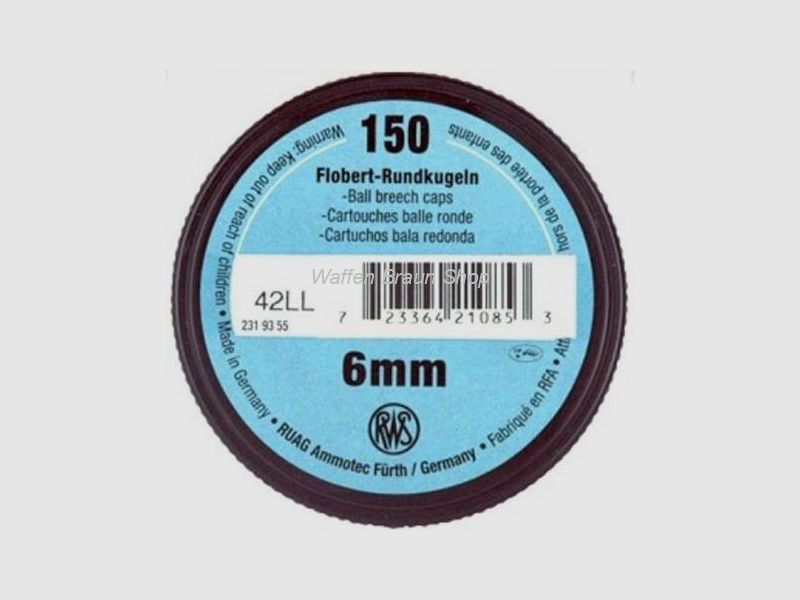 150
Flobert-Rundkugeln
-Ball breech caps
-Cartouches balle ronde
-Cartuchos bala redonda
Waffen Braun Shop
42LL
231 93 55
7 23364 21085 3
6mm
RWS
Warning: Keep out of reach of children • Made in Germany • RUAG Ammotec Fürth / Germany • Fabriqué en RFA • Att
hors de la portée des enfants